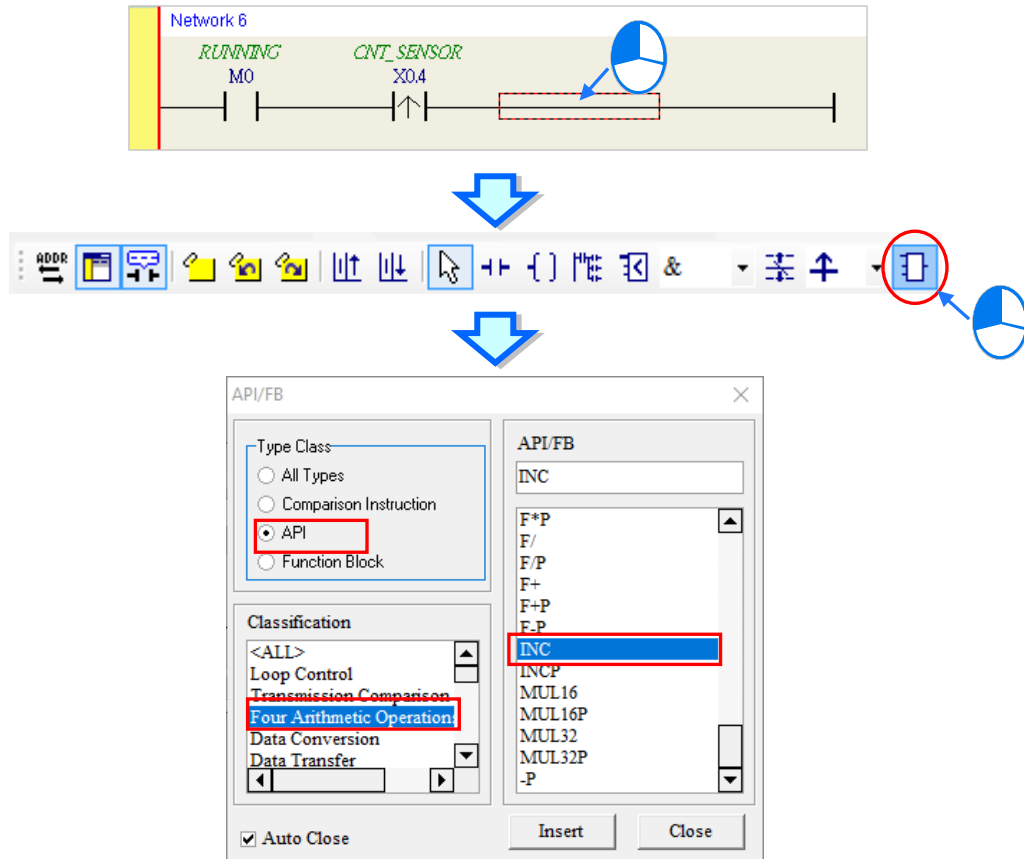 Network 6
RUNNING CNT_SENSOR
M0 X0.4
ADDR &
API/FB
Type Class
All Types
Comparison Instruction
API
Function Block
Classification
<ALL>
Loop Control
Transmission Comparison
Four Arithmetic Operations
Data Conversion
Data Transfer
Auto Close
API/FB
INC
F*P
F/
F/P
F+
F+P
F-P
INC
INCP
MUL16
MUL16P
MUL32
MUL32P
-P
Insert Close